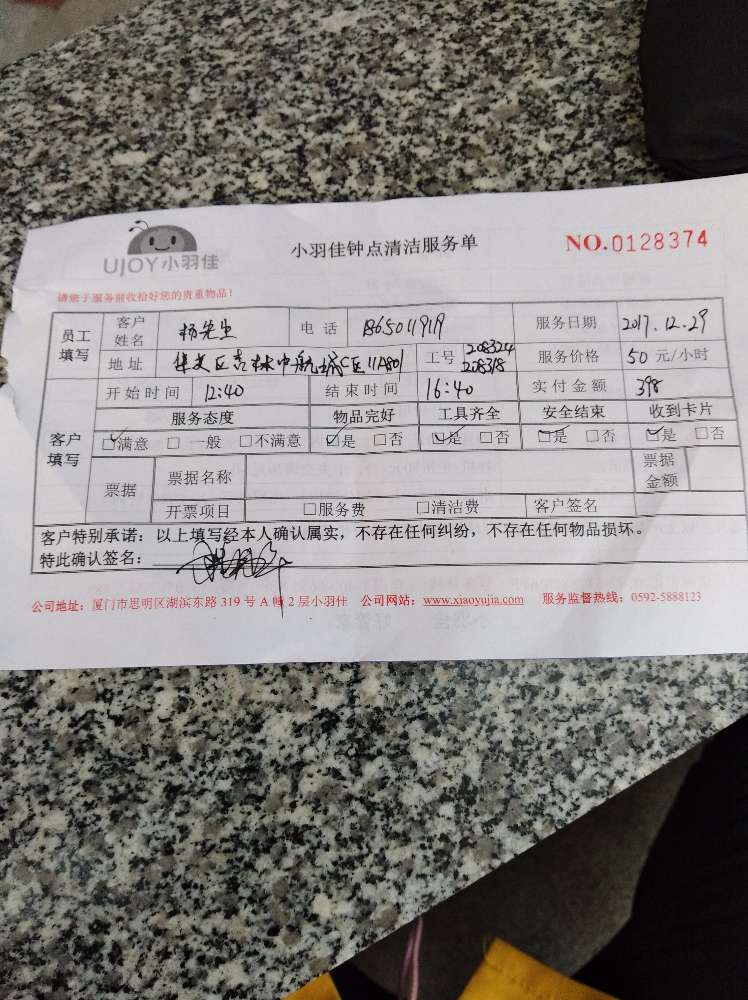 UJOY小羽佳
小羽佳钟点清洁服务单
NO.0128374
请您于服务前收拾好您的贵重物品！
员工填写 客户姓名 杨先生 电话 服务日期 2017.12.29
地址 林中航城C区11A801 工号 208324 208318 服务价格 50元/小时
开始时间 12:40 结束时间 16:40 实付金额 398
客户填写 服务态度 物品完好 工具齐全 安全结束 收到卡片
☑满意 □一般 □不满意 ☑是 □否 ☑是 □否 ☑是 □否 ☑是 □否
票据 票据名称 票据金额
开票项目 □服务费 □清洁费 客户签名
客户特别承诺：以上填写经本人确认属实，不存在任何纠纷，不存在任何物品损坏。
特此确认签名：
公司地址：厦门市思明区湖滨东路319号A幢2层小羽佳 公司网站：www.xiaoyujia.com 服务监督热线：0592-5888123